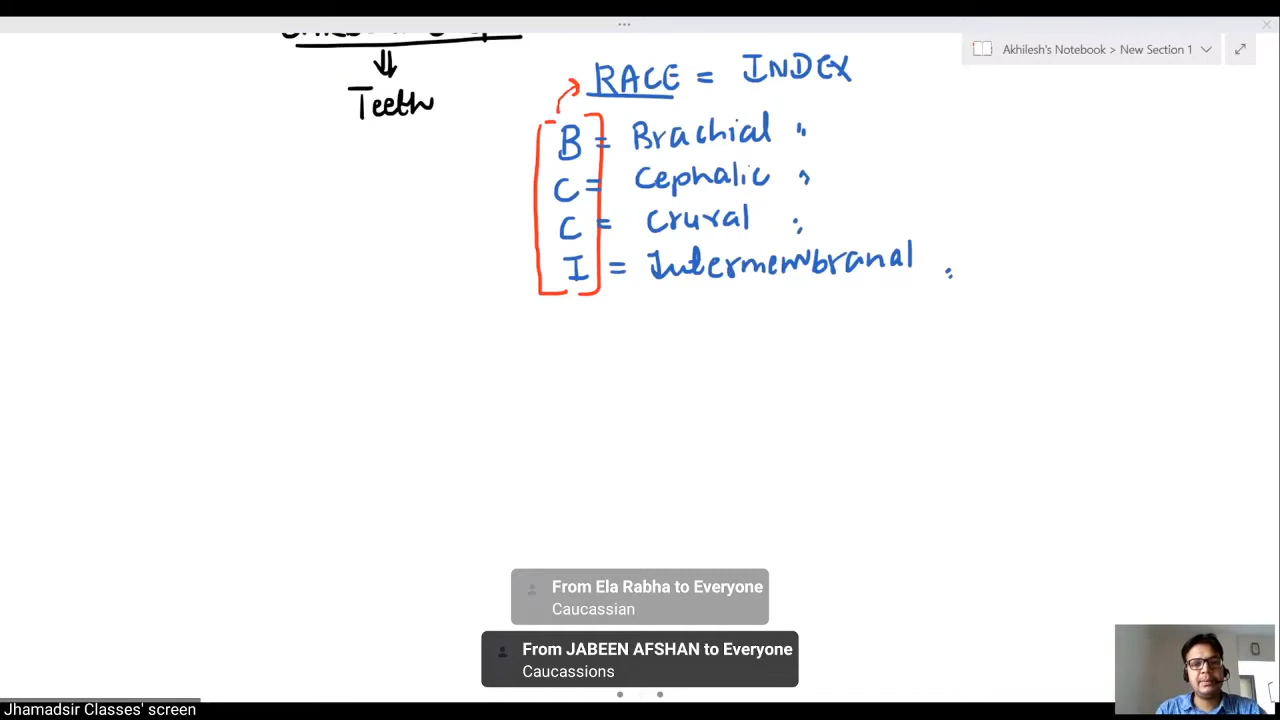 Akhilesh's Notebook > New Section 1
Teeth
RACE = INDEX
B = Brachial "
C = Cephalic "
C = Crural "
I = Intermembranal "
From Ela Rabha to Everyone
Caucassian
From JABEEN AFSHAN to Everyone
Caucassions
Jhamadsir Classes' screen